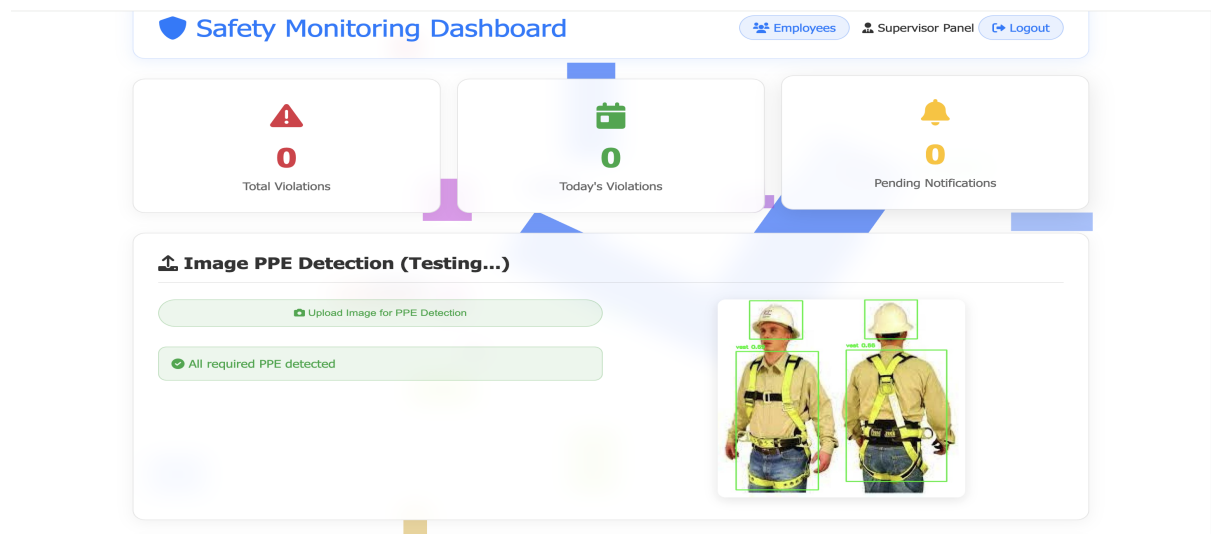 Safety Monitoring Dashboard
Employees
Supervisor Panel
Logout
0
Total Violations
0
Today's Violations
0
Pending Notifications
Image PPE Detection (Testing...)
Upload Image for PPE Detection
All required PPE detected
vest
vest 0.88